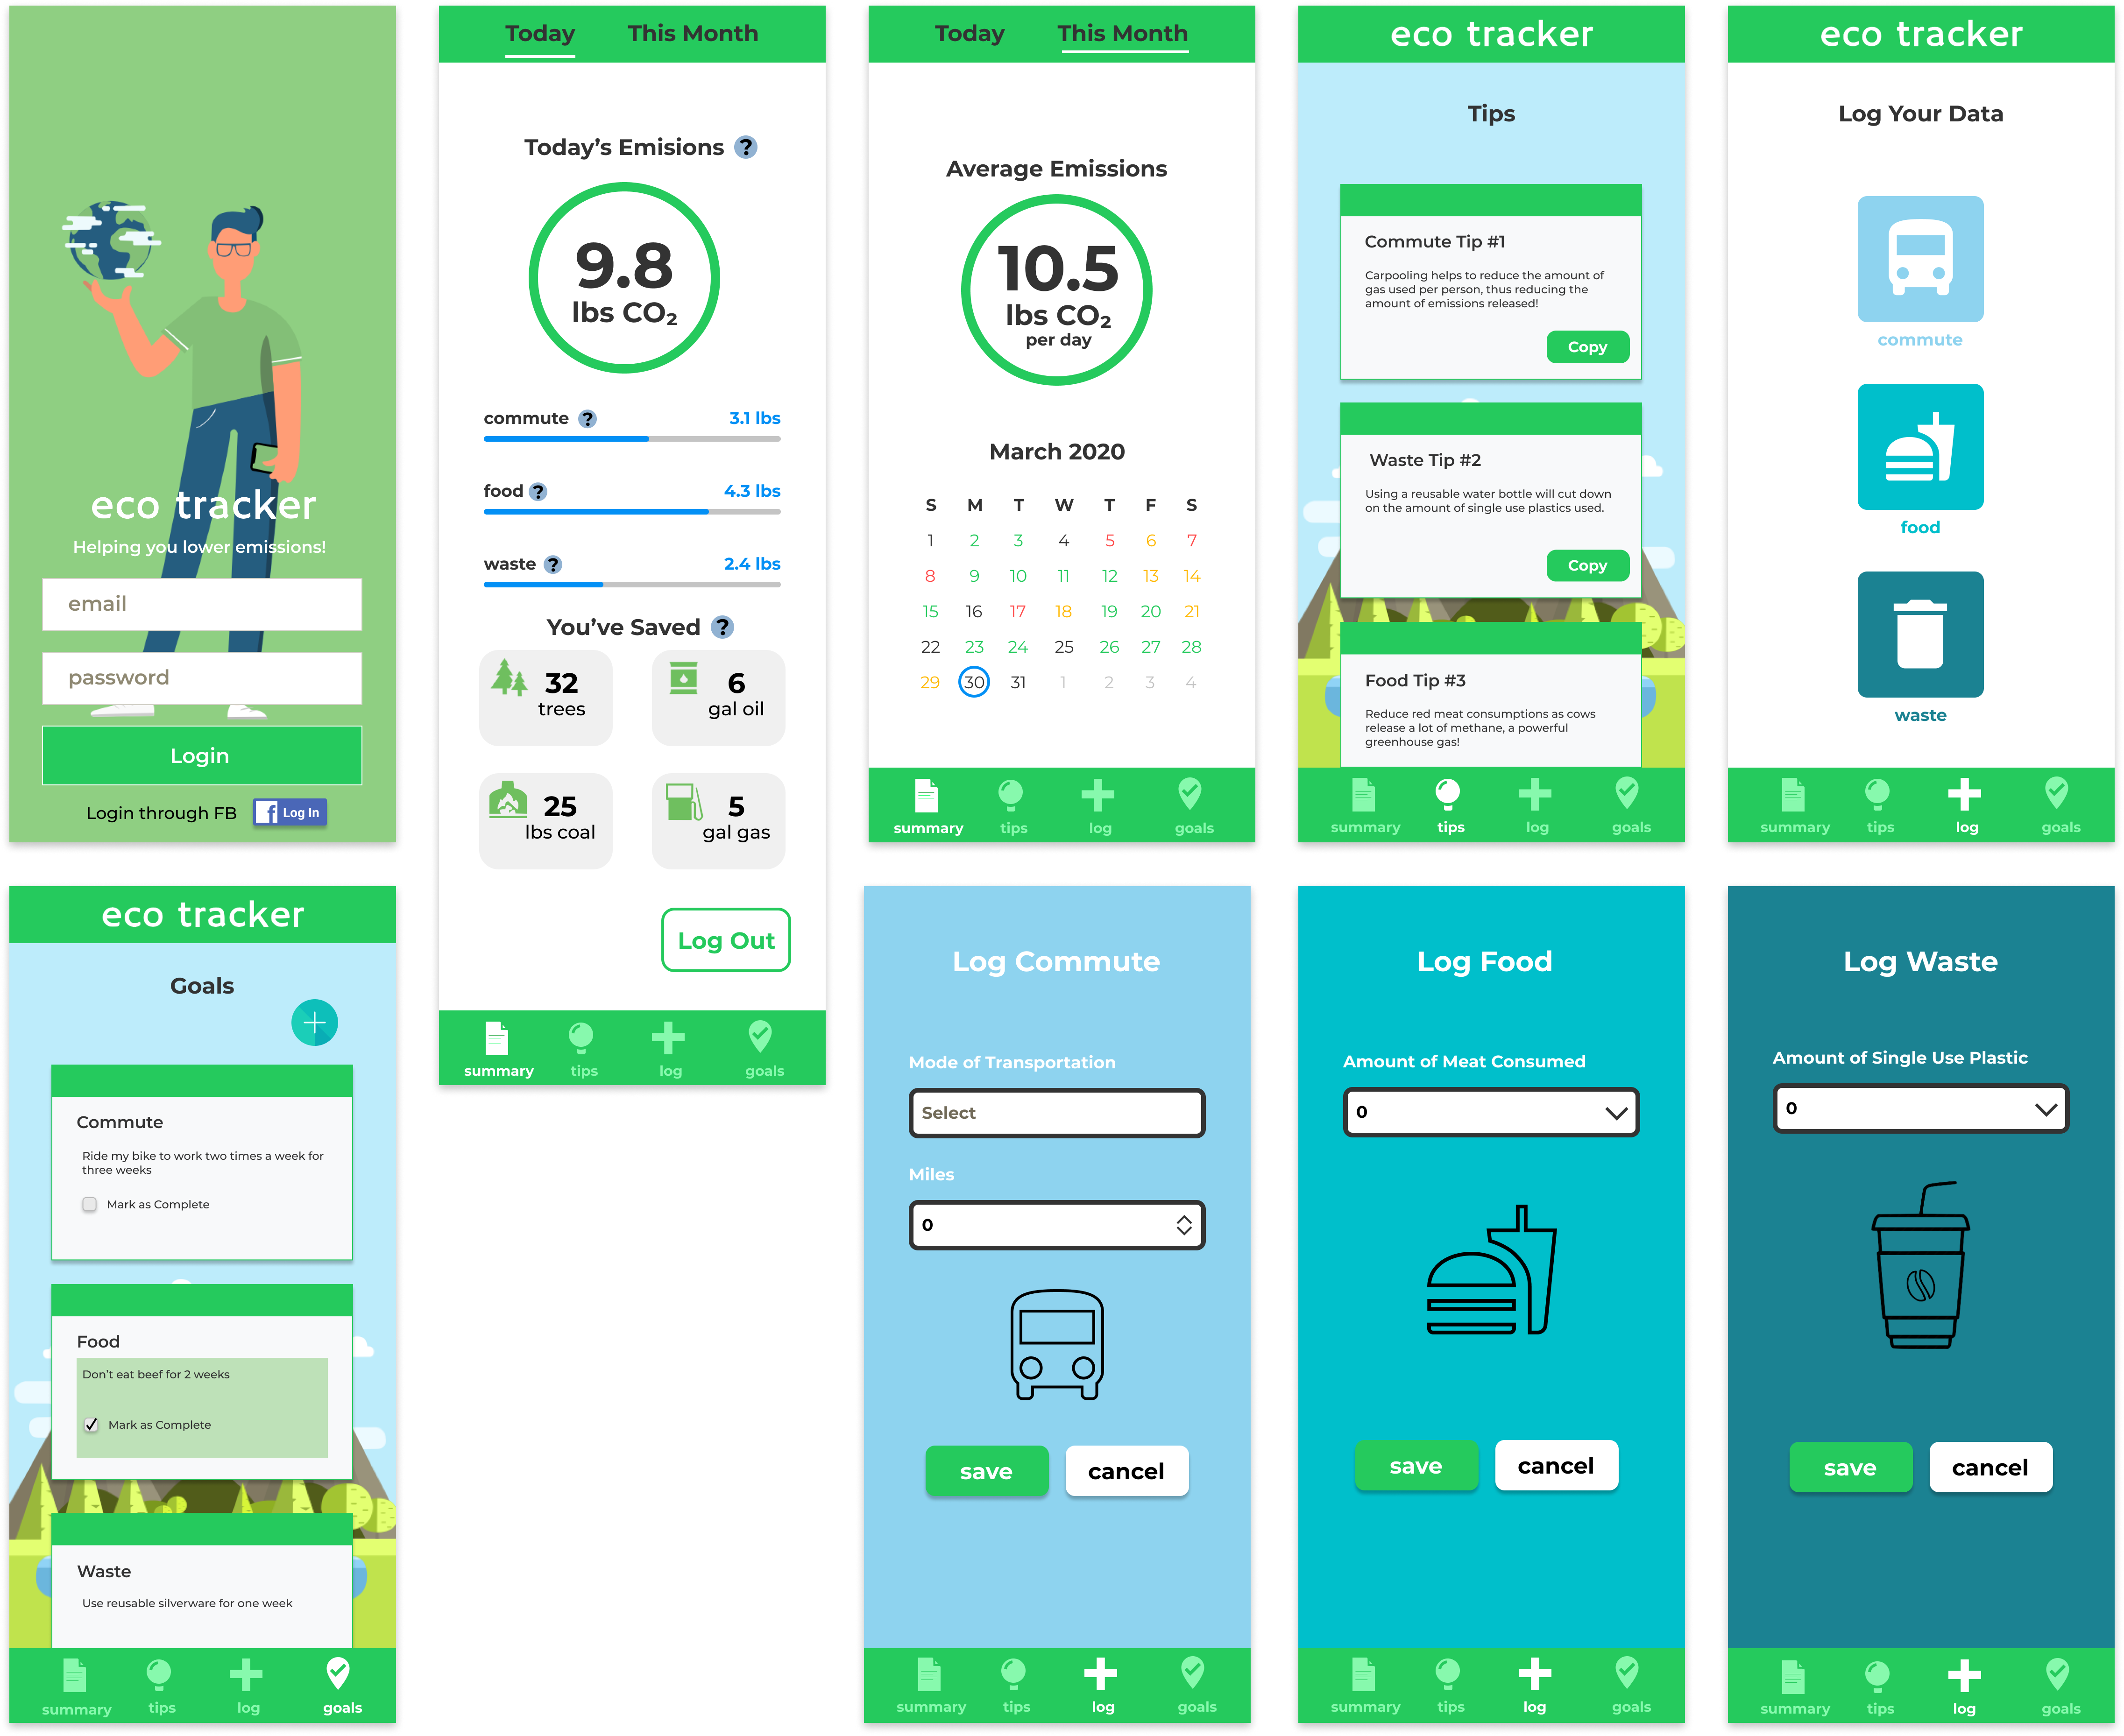 eco tracker
Helping you lower emissions!
email
password
Login
Login through FB
f Log In
Today This Month
Today's Emisions ?
9.8
lbs CO₂
commute ? 3.1 lbs
food ? 4.3 lbs
waste ? 2.4 lbs
You've Saved ?
32
trees
6
gal oil
25
lbs coal
5
gal gas
Log Out
summary tips log goals
Today This Month
Average Emissions
10.5
lbs CO₂
per day
March 2020
S M T W T F S
1 2 3 4 5 6 7
8 9 10 11 12 13 14
15 16 17 18 19 20 21
22 23 24 25 26 27 28
29 30 31 1 2 3 4
summary tips log goals
eco tracker
Tips
Commute Tip #1
Carpooling helps to reduce the amount of
gas used per person, thus reducing the
amount of emissions released!
Copy
Waste Tip #2
Using a reusable water bottle will cut down
on the amount of single use plastics used.
Copy
Food Tip #3
Reduce red meat consumptions as cows
release a lot of methane, a powerful
greenhouse gas!
summary tips log goals
eco tracker
Log Your Data
commute
food
waste
summary tips log goals
eco tracker
Goals
Commute
Ride my bike to work two times a week for
three weeks
Mark as Complete
Food
Don't eat beef for 2 weeks
Mark as Complete
Waste
Use reusable silverware for one week
summary tips log goals
Log Commute
Mode of Transportation
Select
Miles
0
save cancel
summary tips log goals
Log Food
Amount of Meat Consumed
0
save cancel
summary tips log goals
Log Waste
Amount of Single Use Plastic
0
save cancel
summary tips log goals